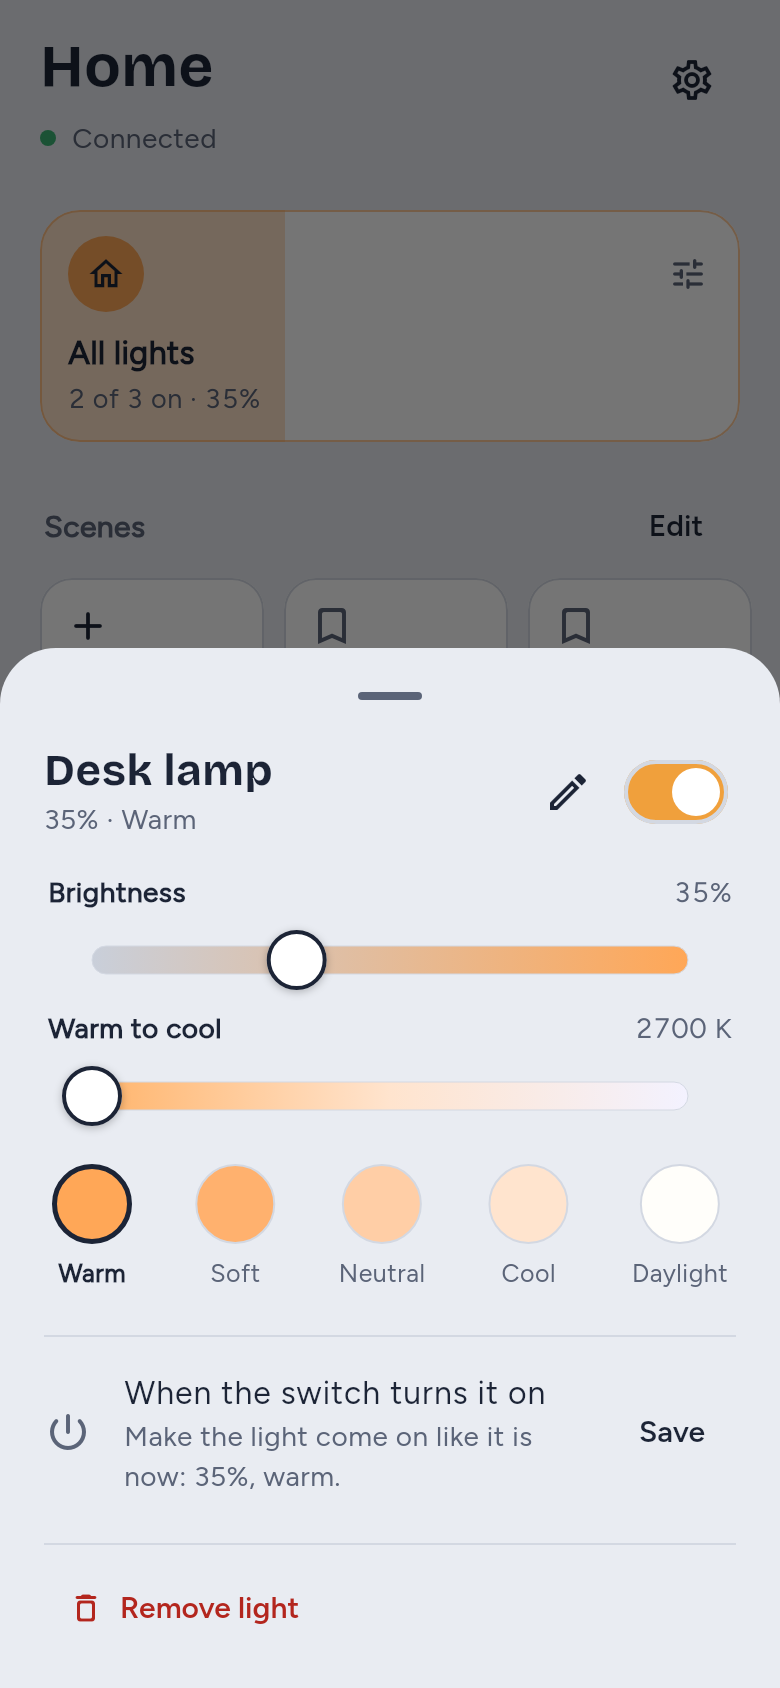 Home
Connected
All lights
2 of 3 on · 35%
Scenes
Edit
Desk lamp
35% · Warm
Brightness
35%
Warm to cool
2700 K
Warm
Soft
Neutral
Cool
Daylight
When the switch turns it on
Make the light come on like it is
now: 35%, warm.
Save
Remove light